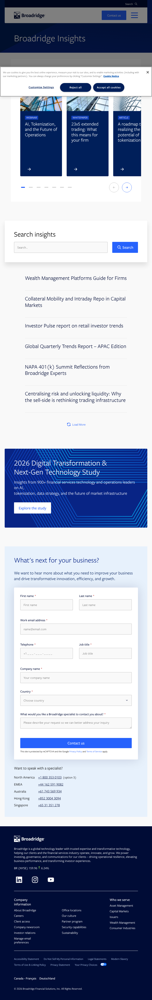 Search
Broadridge
Contact us
Broadridge Insights
We use cookies to give you the best possible experience, measure your visit to our sites, and to enable marketing activities (including with
our marketing partners). You can change your preferences by clicking "Customize Settings". Cookie Notice
Customize Settings
Reject all
Accept all cookies
WEBINAR
AI, Tokenization,
and the Future of
Operations
WHITEPAPER
23x5 extended
trading: What
this means for
your firm
ARTICLE
A roadmap t
realizing the
potential of
tokenization
Search insights
Search..
Search
Wealth Management Platforms Guide for Firms
Collateral Mobility and Intraday Repo in Capital
Markets
Investor Pulse report on retail investor trends
Global Quarterly Trends Report – APAC Edition
NAPA 401(k) Summit Reflections from
Broadridge Experts
Centralising risk and unlocking liquidity: Why
the sell-side is rethinking trading infrastructure
Load More
2026 Digital Transformation &
Next-Gen Technology Study
Insights from 900+ financial services technology and operations leaders
on AI,
tokenization, data strategy, and the future of market infrastructure
Explore the study
What's next for your business?
We want to hear more about what you need to improve your business
and drive transformative innovation, efficiency, and growth.
First name *
Last name *
First name
Last name
Work email address *
name@email.com
Telephone *
Job title *
+1 _ _ _ - _ _ _ - _ _ _ _
Job title
Company name *
Your company name
Country *
Choose country
What would you like a Broadridge specialist to contact you about? *
Please describe your request so we can better address your inquiry
Contact us
This site is protected by reCAPTCHA and the Google Privacy Policy and Terms of Service apply.
Want to speak with a specialist?
North America +1 800 353 0103 (option 3)
EMEA +44 162 591 9082
Australia +61 743 569 934
Hong Kong +852 3004 3094
Singapore +65 31 351 278
Broadridge
Broadridge is a global technology leader with trusted expertise and transformative technology,
helping our clients and the financial services industry operate, innovate, and grow. We power
investing, governance, and communications for our clients – driving operational resilience, elevating
business performance, and transforming investor experiences.
BR (NYSE) 159.96 ↑ 6.24%
Company
information
About Broadridge
Careers
Client access
Company newsroom
Investor relations
Manage email
preferences
Office locations
Our culture
Partner program
Security capabilities
Sustainability
Who we serve
Asset Management
Capital Markets
Issuers
Wealth Management
Consumer Industries
Accessibility Statement Do Not Sell My Personal Information Legal Statements Modern Slavery
Terms of Use & Linking Policy Privacy Statement Your Privacy Choices
Canada - Français Deutschland
© 2026 Broadridge Financial Solutions, Inc. All Rights Reserved.